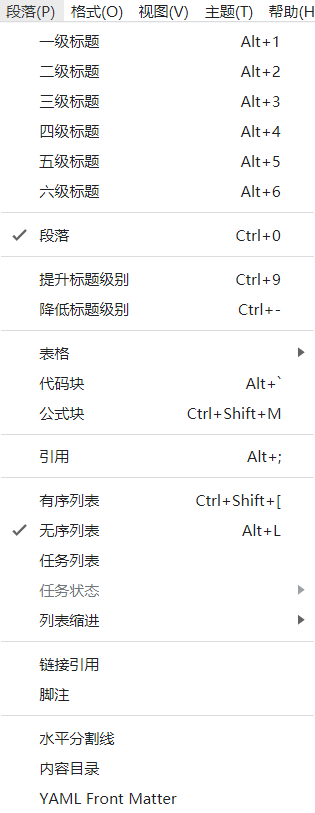 段落(P) 格式(O) 视图(V) 主题(T) 帮助(H
一级标题 Alt+1
二级标题 Alt+2
三级标题 Alt+3
四级标题 Alt+4
五级标题 Alt+5
六级标题 Alt+6
段落 Ctrl+0
提升标题级别 Ctrl+9
降低标题级别 Ctrl+-
表格
代码块 Alt+`
公式块 Ctrl+Shift+M
引用 Alt+;
有序列表 Ctrl+Shift+[
无序列表 Alt+L
任务列表
任务状态
列表缩进
链接引用
脚注
水平分割线
内容目录
YAML Front Matter